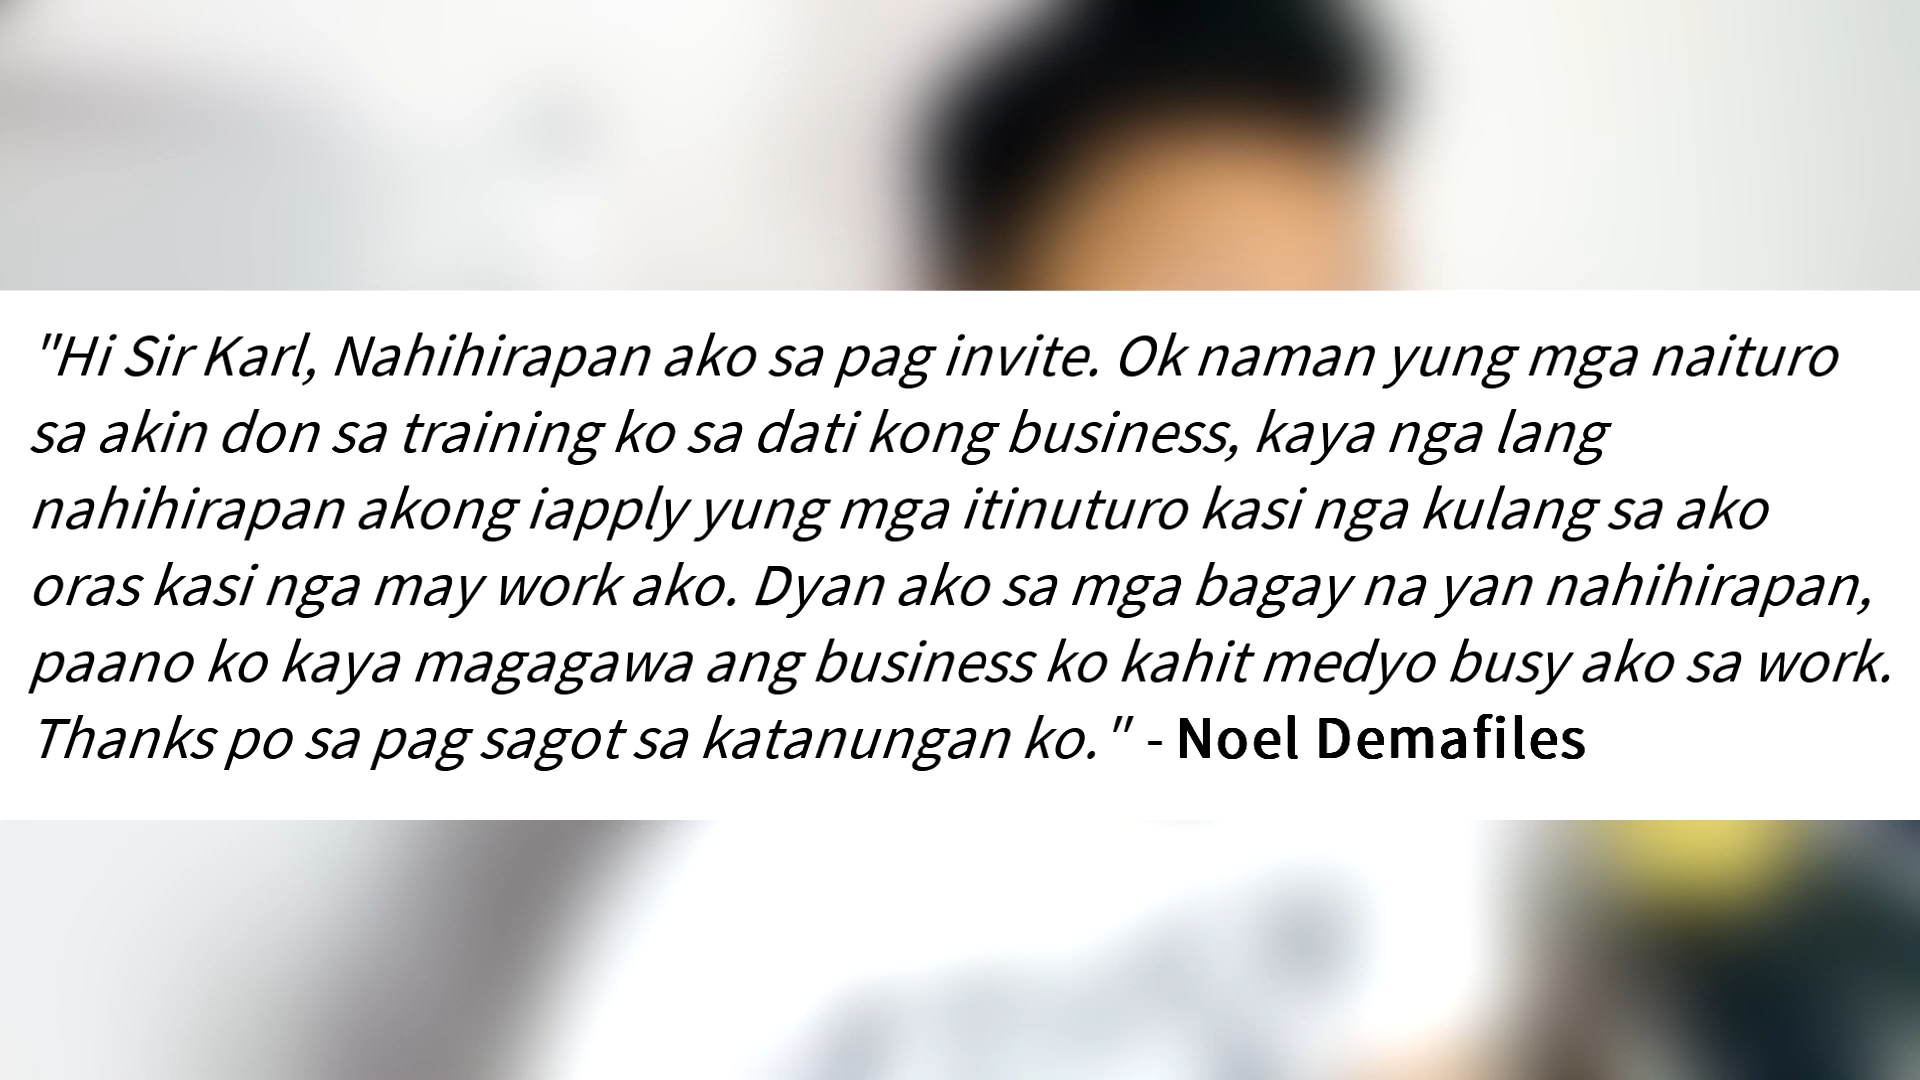 "Hi Sir Karl, Nahihirapan ako sa pag invite. Ok naman yung mga naituro
sa akin don sa training ko sa dati kong business, kaya nga lang
nahihirapan akong iapply yung mga itinuturo kasi nga kulang sa ako
oras kasi nga may work ako. Dyan ako sa mga bagay na yan nahihirapan,
paano ko kaya magagawa ang business ko kahit medyo busy ako sa work.
Thanks po sa pag sagot sa katanungan ko." - Noel Demafiles